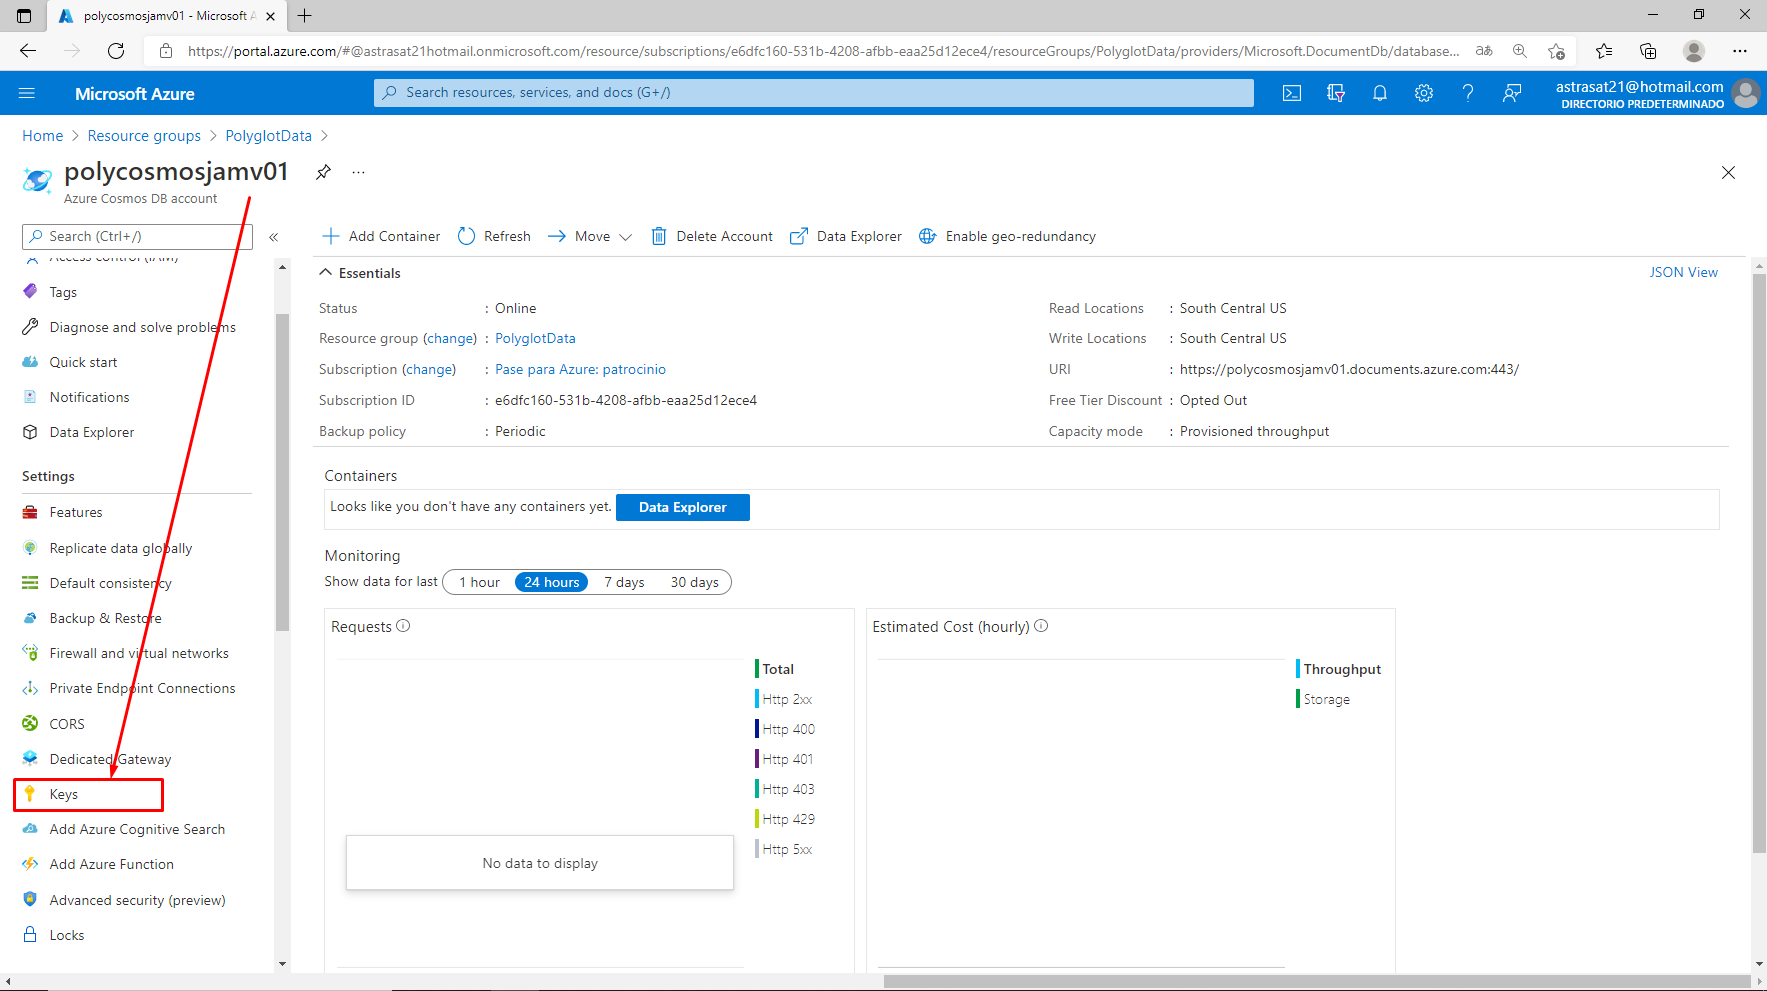 polycosmosjamv01 - Microsoft A
https://portal.azure.com/#@astrasat21hotmail.onmicrosoft.com/resource/subscriptions/e6dfc160-531b-4208-afbb-eaa25d12ece4/resourceGroups/PolyglotData/providers/Microsoft.DocumentDb/database...
aあ
Microsoft Azure
Search resources, services, and docs (G+/)
astrasat21@hotmail.com
DIRECTORIO PREDETERMINADO
Home > Resource groups > PolyglotData >
polycosmosjamv01
Azure Cosmos DB account
Search (Ctrl+/)
Access control (IAM)
Tags
Diagnose and solve problems
Quick start
Notifications
Data Explorer
Settings
Features
Replicate data globally
Default consistency
Backup & Restore
Firewall and virtual networks
Private Endpoint Connections
CORS
Dedicated Gateway
Keys
Add Azure Cognitive Search
Add Azure Function
Advanced security (preview)
Locks
Add Container Refresh Move Delete Account Data Explorer Enable geo-redundancy
Essentials
JSON View
Status : Online
Resource group (change) : PolyglotData
Subscription (change) : Pase para Azure: patrocinio
Subscription ID : e6dfc160-531b-4208-afbb-eaa25d12ece4
Backup policy : Periodic
Read Locations : South Central US
Write Locations : South Central US
URI : https://polycosmosjamv01.documents.azure.com:443/
Free Tier Discount : Opted Out
Capacity mode : Provisioned throughput
Containers
Looks like you don't have any containers yet. Data Explorer
Monitoring
Show data for last 1 hour 24 hours 7 days 30 days
Requests
Total
Http 2xx
Http 400
Http 401
Http 403
Http 429
Http 5xx
No data to display
Estimated Cost (hourly)
Throughput
Storage